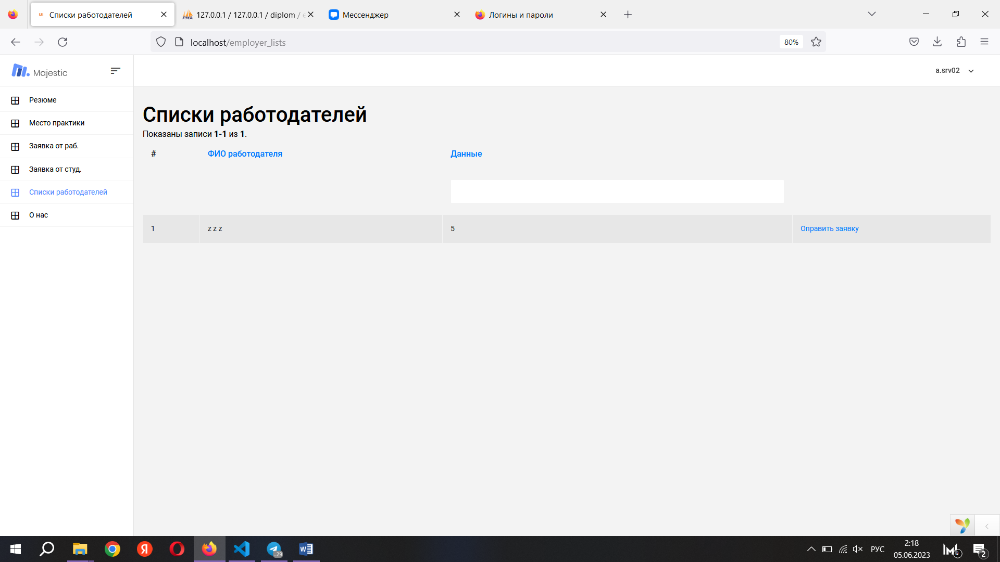 Списки работодателей
127.0.0.1 / 127.0.0.1 / diplom / e
Мессенджер
Логины и пароли
localhost/employer_lists
80%
Majestic
a.srv02
Резюме
Место практики
Заявка от раб.
Заявка от студ.
Списки работодателей
О нас
Списки работодателей
Показаны записи 1-1 из 1.
# ФИО работодателя Данные
1 z z z 5 Оправить заявку
РУС
2:18
05.06.2023
29
2